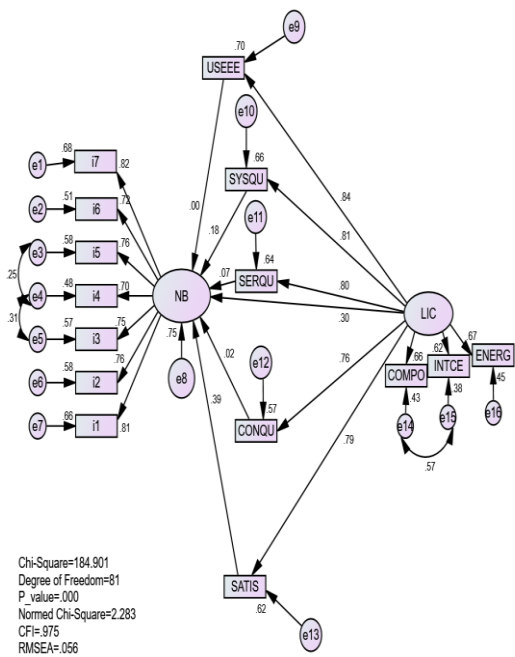 e9
.70
USEEE
e10
.66
SYSQU
.84
.81
e1
.68
i7
.82
e2
.51
i6
.72
e3
.58
i5
.76
.25
e4
.48
i4
.70
.31
e5
.57
i3
.75
e6
.58
i2
.76
e7
.66
i1
.81
.00
.18
e11
.64
SERQU
.07
.80
.30
NB
.75
e8
LIC
.67
.62
.66
ENERG
INTCE
COMPO
.45
.38
.43
e16
e15
e14
.57
.02
e12
.57
CONQU
.76
.39
.79
SATIS
.62
e13
Chi-Square=184.901
Degree of Freedom=81
P_value=.000
Normed Chi-Square=2.283
CFI=.975
RMSEA=.056